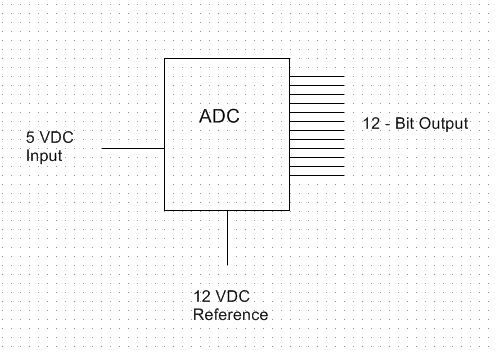 ADC
5 VDC
Input
12 - Bit Output
12 VDC
Reference